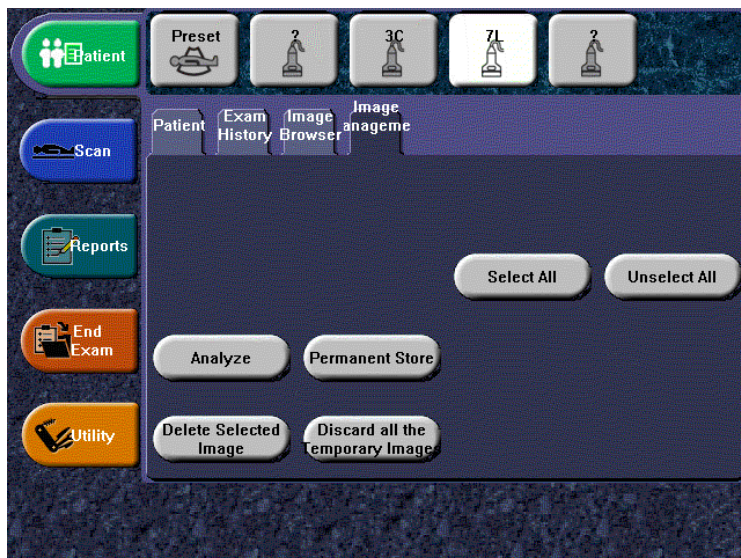 Patient
Preset
?
3C
7L
?
Patient
Exam
History
Image
Browser
Image
anageme
Scan
Reports
Select All
Unselect All
End
Exam
Analyze
Permanent Store
Utility
Delete Selected
Image
Discard all the
Temporary Images